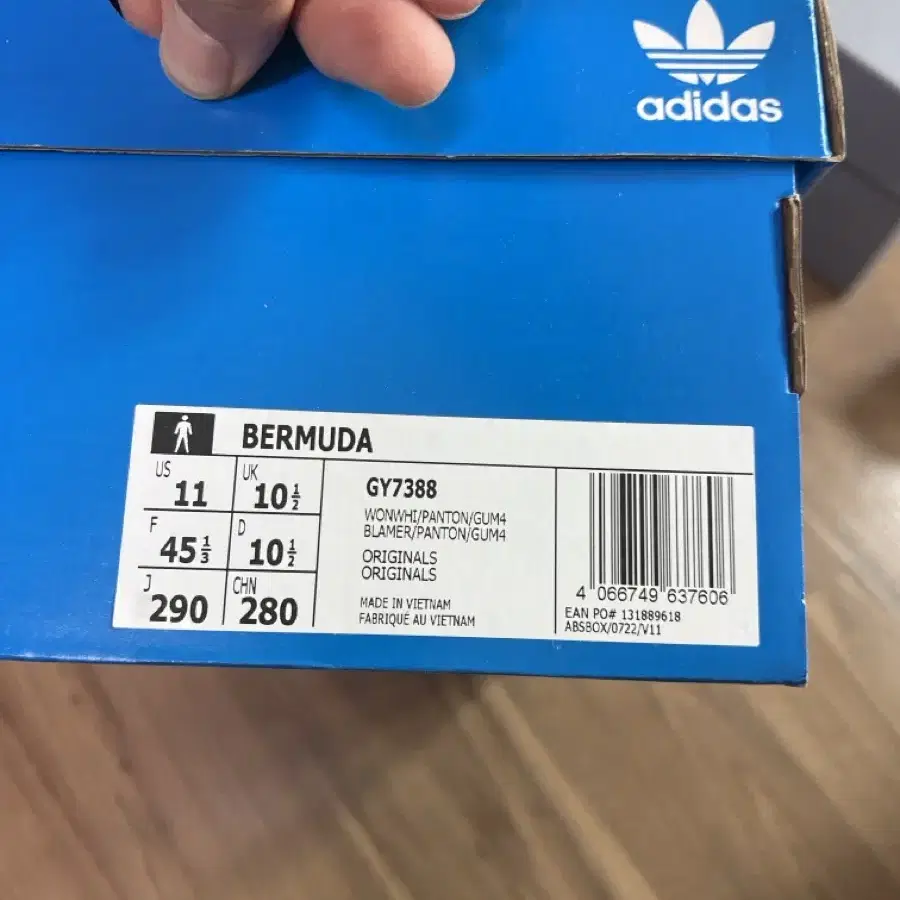 adidas
BERMUDA
US 11 UK 10 1/2
F 45 1/3 D 10 1/2
J 290 CHN 280
GY7388
WONWHI/PANTON/GUM4
BLAMER/PANTON/GUM4
ORIGINALS
ORIGINALS
MADE IN VIETNAM
FABRIQUÉ AU VIETNAM
4 066749 637606
EAN PO# 131889618
ABSBOX/0722/V11